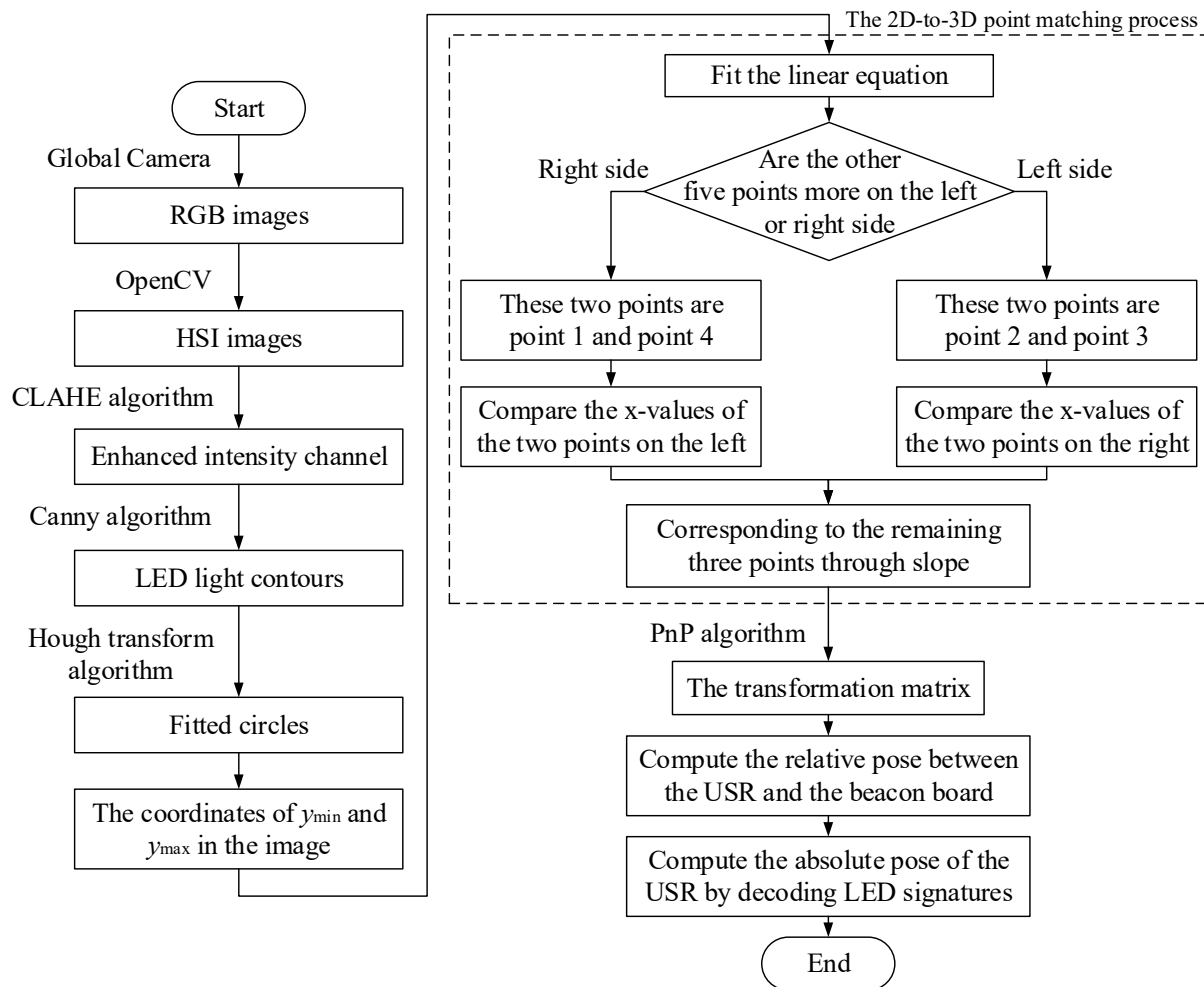 Start
Global Camera
RGB images
OpenCV
HSI images
CLAHE algorithm
Enhanced intensity channel
Canny algorithm
LED light contours
Hough transform
algorithm
Fitted circles
The coordinates of ymin and
ymax in the image
The 2D-to-3D point matching process
Fit the linear equation
Are the other
five points more on the left
or right side
Right side
Left side
These two points are
point 1 and point 4
These two points are
point 2 and point 3
Compare the x-values of
the two points on the left
Compare the x-values of
the two points on the right
Corresponding to the remaining
three points through slope
PnP algorithm
The transformation matrix
Compute the relative pose between
the USR and the beacon board
Compute the absolute pose of the
USR by decoding LED signatures
End